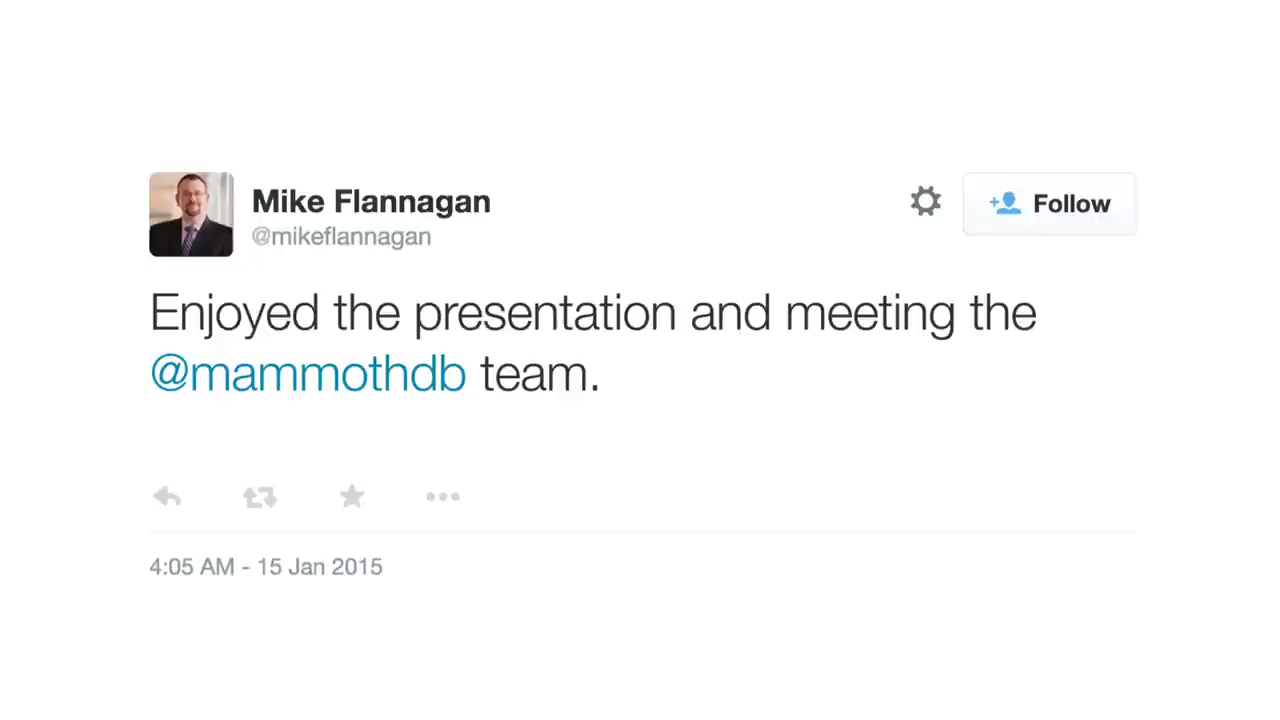 Mike Flannagan
@mikeflannagan
Follow
Enjoyed the presentation and meeting the
@mammothdb team.
4:05 AM - 15 Jan 2015